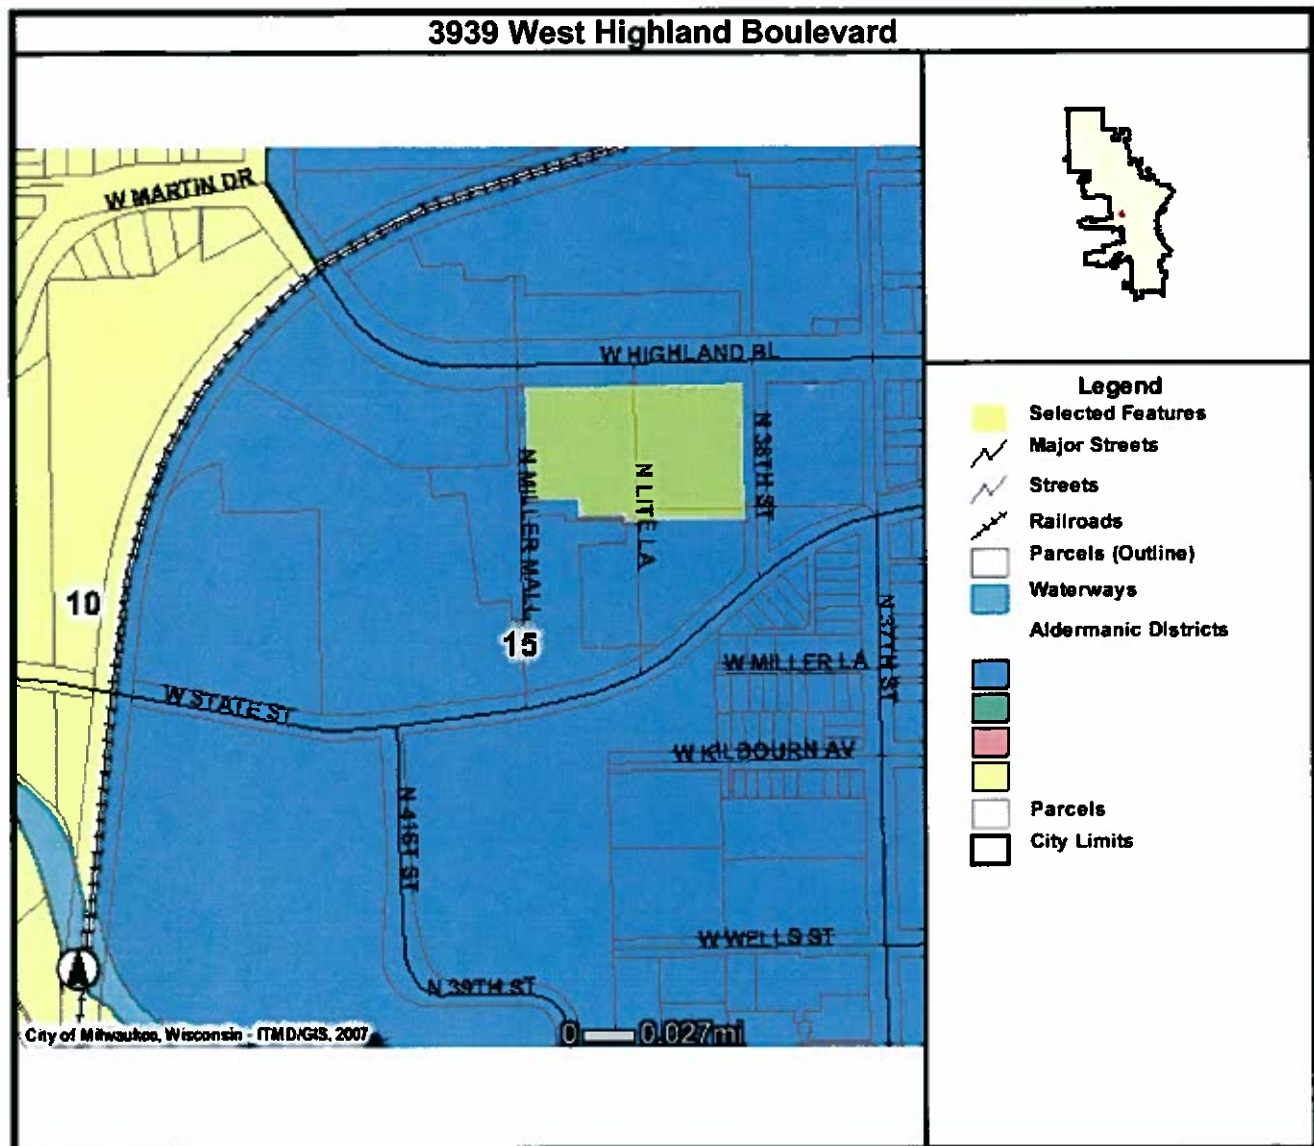 3939 West Highland Boulevard
W MARTIN DR
W HIGHLAND BL
N 38TH ST
N MILLER MALL
N LITE LA
10
15
N 37TH ST
W MILLER LA
W STATE ST
W KILBOURN AV
N 41ST ST
W WELLS ST
N 39TH ST
City of Milwaukee, Wisconsin - ITMD/GIS, 2007
0 0.027mi
Legend
Selected Features
Major Streets
Streets
Railroads
Parcels (Outline)
Waterways
Aldermanic Districts
Parcels
City Limits